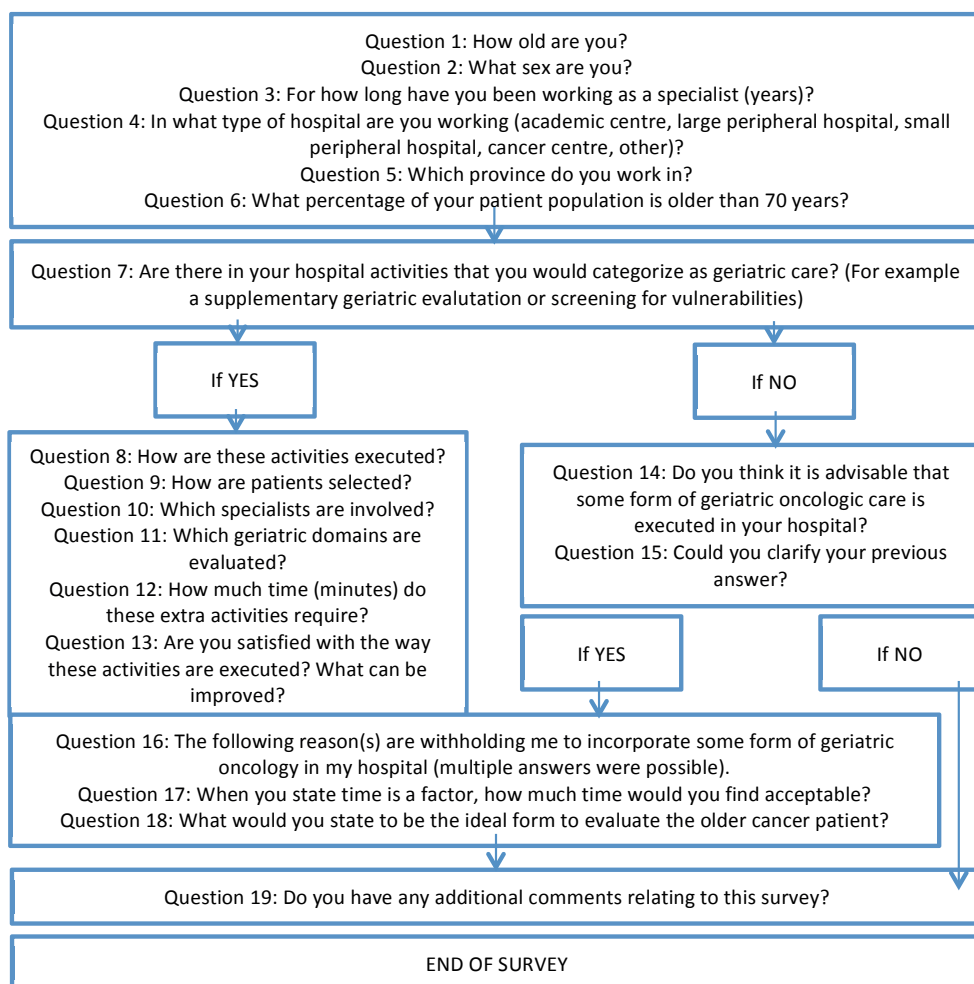 Question 1: How old are you?
Question 2: What sex are you?
Question 3: For how long have you been working as a specialist (years)?
Question 4: In what type of hospital are you working (academic centre, large peripheral hospital, small
peripheral hospital, cancer centre, other)?
Question 5: Which province do you work in?
Question 6: What percentage of your patient population is older than 70 years?
Question 7: Are there in your hospital activities that you would categorize as geriatric care? (For example
a supplementary geriatric evalutation or screening for vulnerabilities)
If YES
If NO
Question 8: How are these activities executed?
Question 9: How are patients selected?
Question 10: Which specialists are involved?
Question 11: Which geriatric domains are
evaluated?
Question 12: How much time (minutes) do
these extra activities require?
Question 13: Are you satisfied with the way
these activities are executed? What can be
improved?
Question 14: Do you think it is advisable that
some form of geriatric oncologic care is
executed in your hospital?
Question 15: Could you clarify your previous
answer?
If YES
If NO
Question 16: The following reason(s) are withholding me to incorporate some form of geriatric
oncology in my hospital (multiple answers were possible).
Question 17: When you state time is a factor, how much time would you find acceptable?
Question 18: What would you state to be the ideal form to evaluate the older cancer patient?
Question 19: Do you have any additional comments relating to this survey?
END OF SURVEY